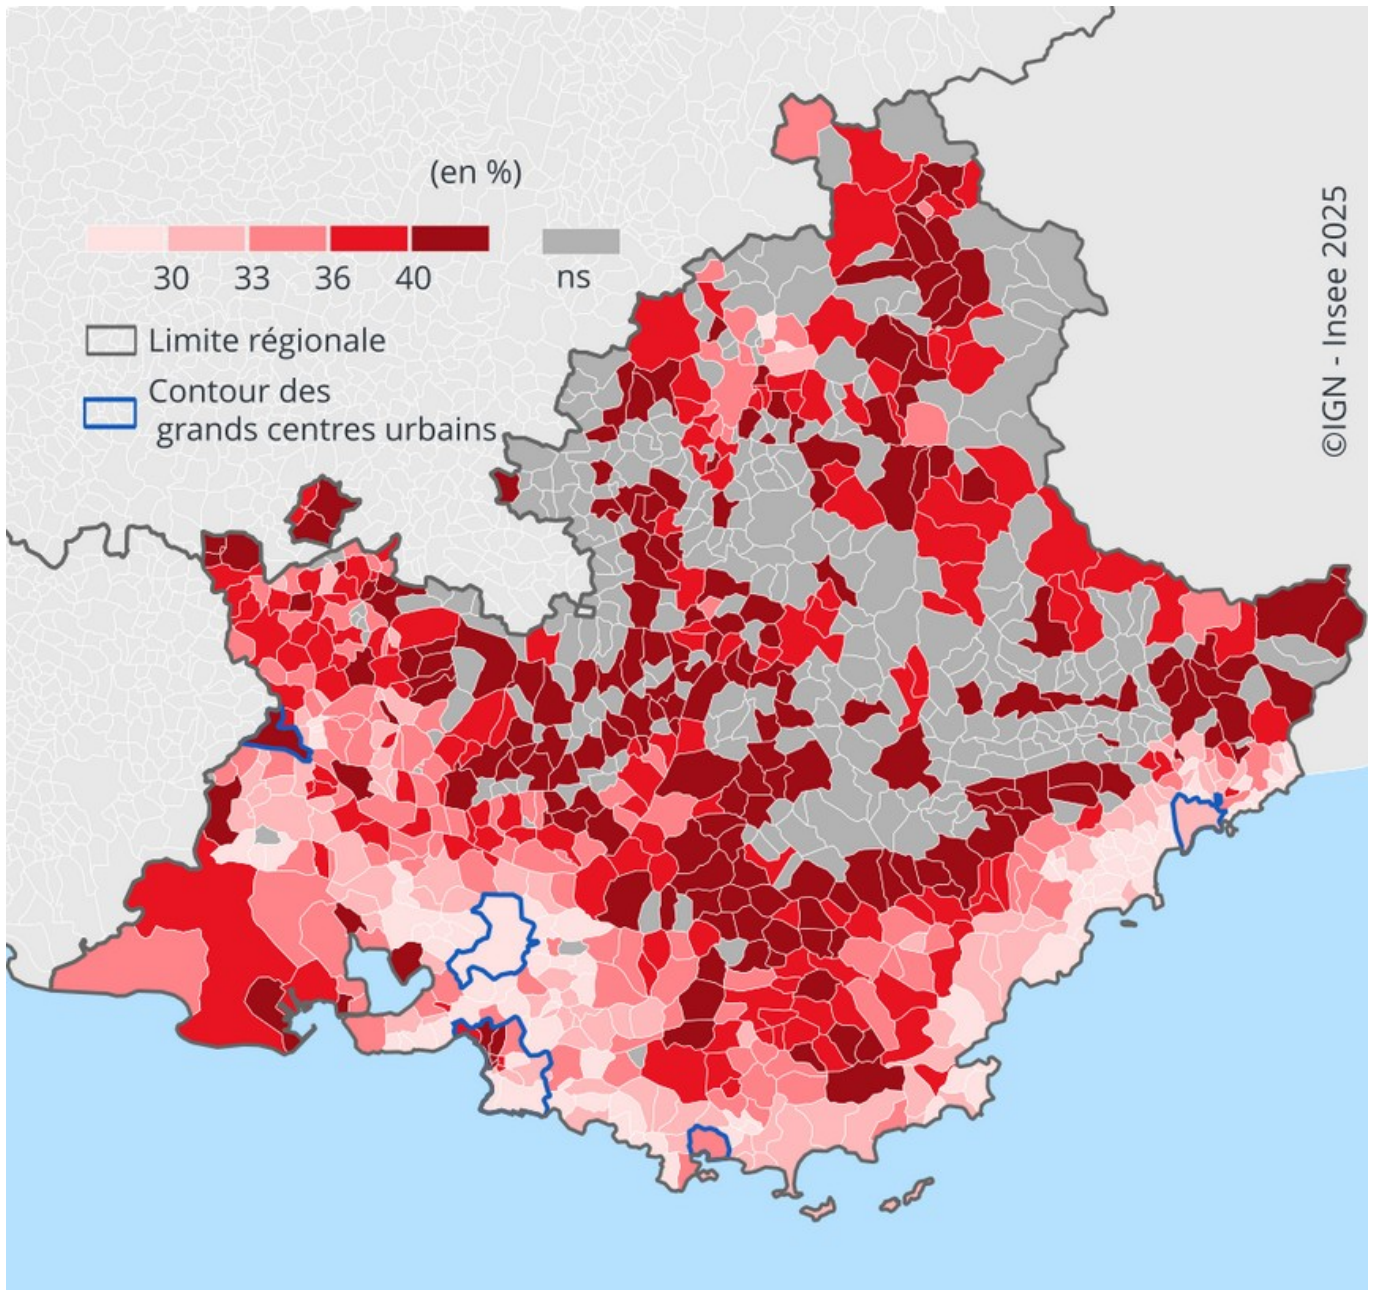 (en %)
30 33 36 40 ns
Limite régionale
Contour des
grands centres urbains
©IGN - Insee 2025